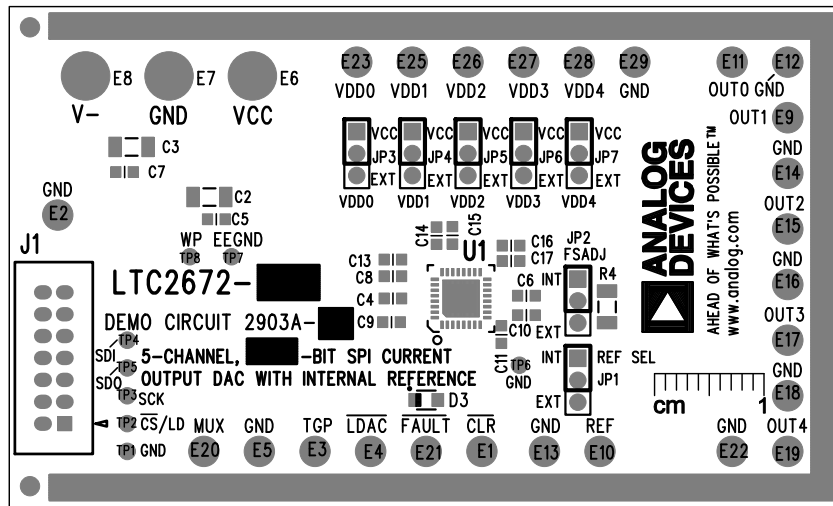 E8 E7 E6 E23 E25 E26 E27 E28 E29 E11 E12
V- GND VCC VDD0 VDD1 VDD2 VDD3 VDD4 GND OUT0 GND
OUT1 E9
C3
C7
VCC VCC VCC VCC VCC
JP3 JP4 JP5 JP6 JP7
EXT EXT EXT EXT EXT
VDD0 VDD1 VDD2 VDD3 VDD4
GND
E14
GND
E2
C2
C5
OUT2
E15
J1
WP EEGND
TP8 TP7
C14 C15
U1
C16
C17
JP2
FSADJ
INT
EXT
R4
ANALOG
DEVICES
AHEAD OF WHAT'S POSSIBLE™
www.analog.com
GND
E16
C13
C8
C4
C9
C6
C10
C11
LTC2672-
DEMO CIRCUIT 2903A-
OUT3
E17
TP4
SDI
TP5
SDO
TP3 SCK
TP2 CS/LD
TP1 GND
5-CHANNEL, -BIT SPI CURRENT
OUTPUT DAC WITH INTERNAL REFERENCE
TP6
GND
INT REF SEL
JP1
EXT
D3
GND
E18
cm 1
MUX GND TGP LDAC FAULT CLR GND REF GND OUT4
E20 E5 E3 E4 E21 E1 E13 E10 E22 E19